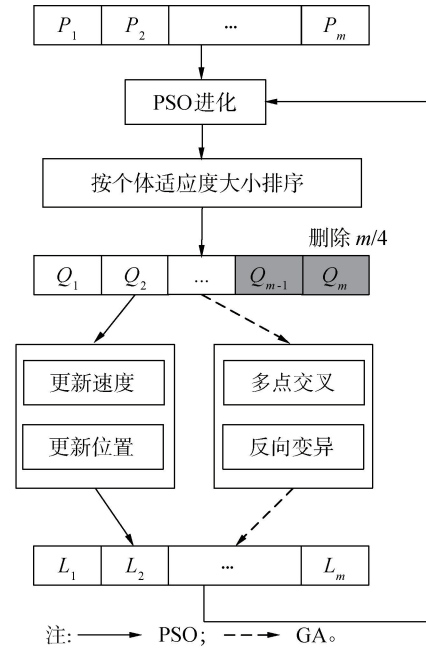 P1 P2 ... Pm
PSO进化
按个体适应度大小排序
删除 m/4
Q1 Q2 ... Qm-1 Qm
更新速度 多点交叉
更新位置 反向变异
L1 L2 ... Lm
注: PSO; GA。